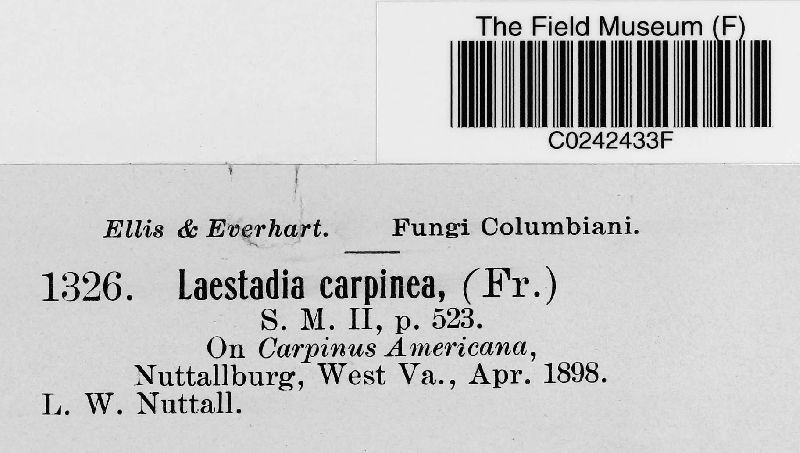 The Field Museum (F)
C0242433F
Ellis & Everhart. Fungi Columbiani.
1326. Laestadia carpinea, (Fr.)
S. M. II, p. 523.
On Carpinus Americana,
Nuttallburg, West Va., Apr. 1898.
L. W. Nuttall.